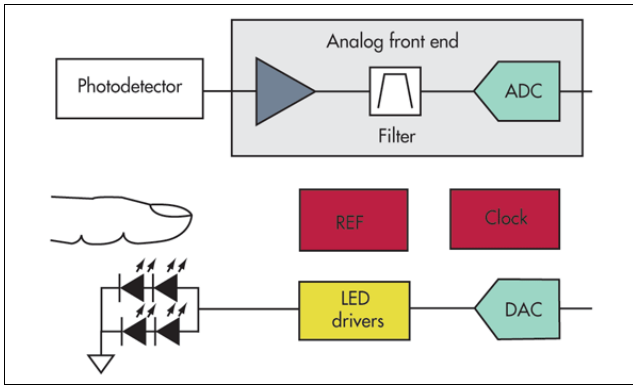 Analog front end
Photodetector
ADC
Filter
REF
Clock
LED
drivers
DAC